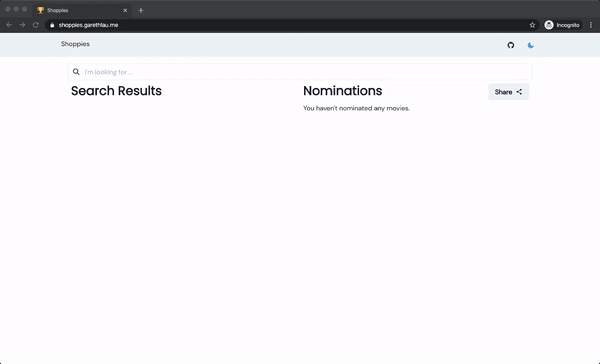 Shoppies
shoppies.garethlau.me
Incognito
Shoppies
I'm looking for...
Search Results
Nominations
Share
You haven't nominated any movies.